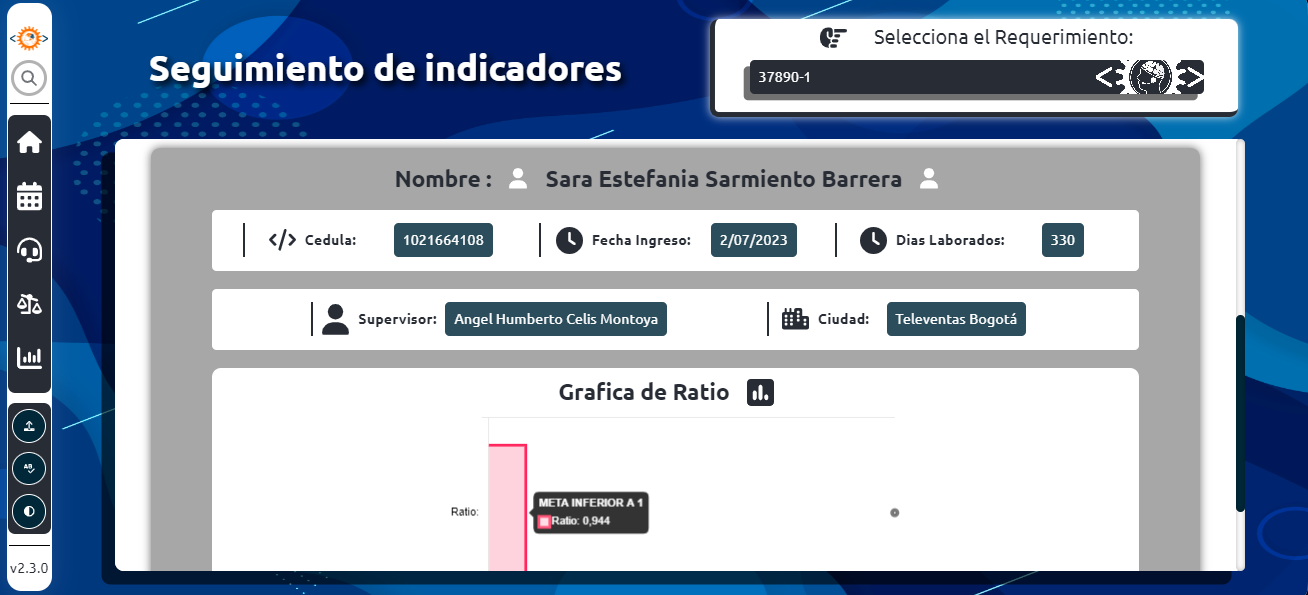 Seguimiento de indicadores
Selecciona el Requerimiento:
37890-1
Nombre : Sara Estefania Sarmiento Barrera
Cedula: 1021664108 Fecha Ingreso: 2/07/2023 Dias Laborados: 330
Supervisor: Angel Humberto Celis Montoya Ciudad: Televentas Bogotá
Grafica de Ratio
META INFERIOR A 1
Ratio: Ratio: 0,944
AB
v2.3.0